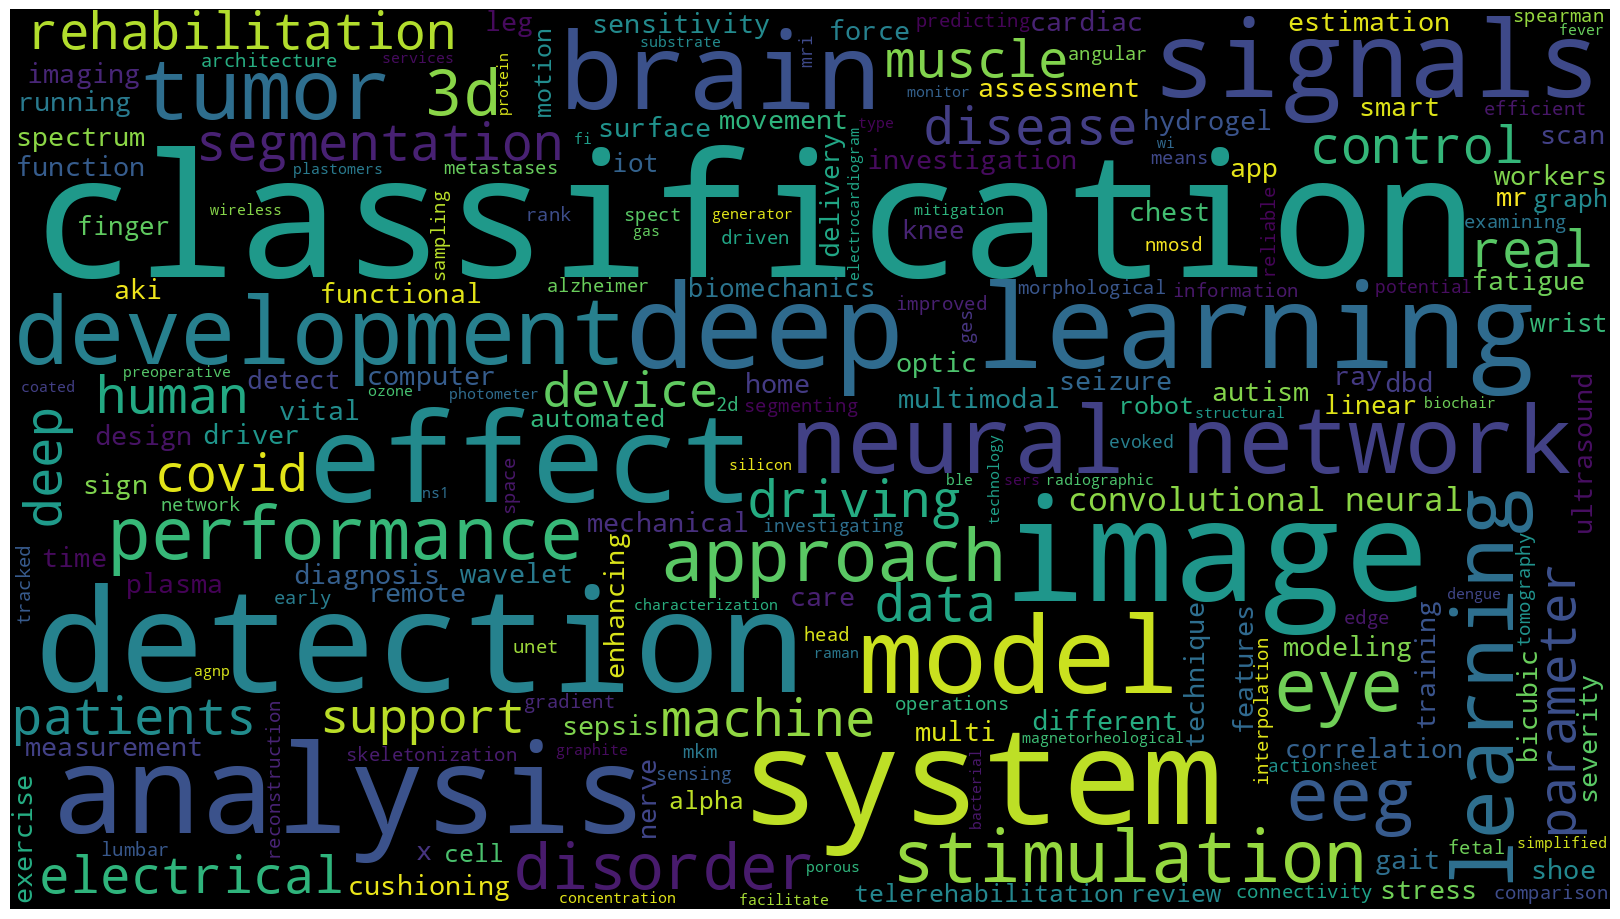 rehabilitation
leg
sensitivity
force
predicting
cardiac
estimation
spearman
fever
architecture
services
substrate
mri
brain
muscle
angular
signals
imaging
tumor
3d
protein
motion
monitor
assessment
smart
efficient
running
spectrum
segmentation
fi
surface
movement
type
disease
hydrogel
control
scan
function
plastomers
metastases
iot
delivery
electrocardiogram
investigation
wi
means
app
workers
classification
mr
graph
finger
wireless
sampling
rank
spect
gas
generator
driven
mitigation
knee
chest
nmosd
reliable
examining
real
aki
functional
alzheimer
biomechanics
improved
gesf
morphological
information
potential
fatigue
development
deep learning
wrist
optic
coated
preoperative
human
detect
computer
ozone
photometer
device
home
2d
segmenting
multimodal
seizure
autism
ray
dbd
linear
biochair
ultrasound
deep
vital
automated
robot
structural
design
driver
effect
neural network
evoked
covid
silicon
sign
network
ns1
space
driving
ble
technology
sers
radiographic
convolutional neural
performance
mechanical
investigating
image
learning
time
tracked
plasma
diagnosis
wavelet
early
remote
enhancing
approach
characterization
care
data
technique
features
edge
training
dengue
tomography
parameter
detection
agnp
unet
head
raman
model
interpolation
modeling
eye
bicubic
severity
patients
support
gradient
sepsis
machine
operations
multi
different
magnetorheological
measurement
reconstruction
skeletonization
graphite
mkm
sensing
correlation
action
sheet
exercise
analysis
nerve
alpha
system
bacterial
eeg
lumbar
x
cell
disorder
porous
stimulation
gait
fetal
simplified
shoe
electrical
cushioning
concentration
facilitate
telerehabilitation
review
connectivity
stress
comparison